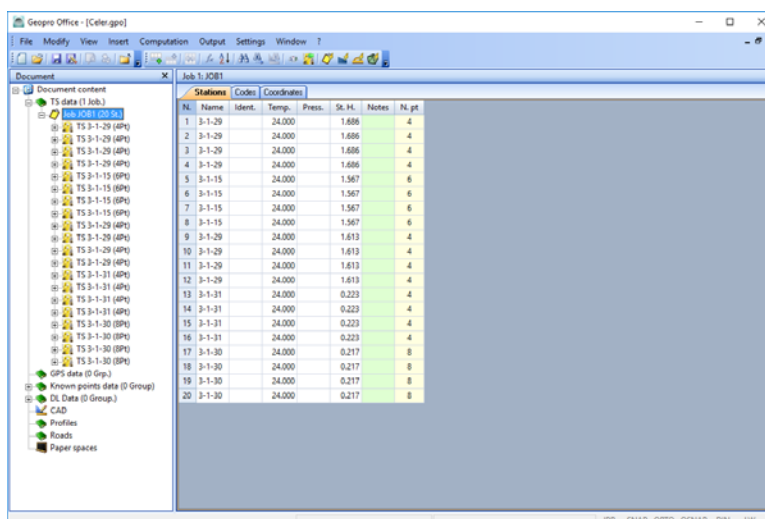 Geopro Office - [Celer.gpo]
File Modify View Insert Computation Output Settings Window ?
Document X
Document content
TS data (1 Job.)
Job JOB1 (20 St.)
TS 3-1-29 (4Pt)
TS 3-1-29 (4Pt)
TS 3-1-29 (4Pt)
TS 3-1-29 (4Pt)
TS 3-1-15 (6Pt)
TS 3-1-15 (6Pt)
TS 3-1-15 (6Pt)
TS 3-1-15 (6Pt)
TS 3-1-29 (4Pt)
TS 3-1-29 (4Pt)
TS 3-1-29 (4Pt)
TS 3-1-29 (4Pt)
TS 3-1-31 (4Pt)
TS 3-1-31 (4Pt)
TS 3-1-31 (4Pt)
TS 3-1-31 (4Pt)
TS 3-1-30 (8Pt)
TS 3-1-30 (8Pt)
TS 3-1-30 (8Pt)
TS 3-1-30 (8Pt)
GPS data (0 Grp.)
Known points data (0 Group)
DL Data (0 Group.)
CAD
Profiles
Roads
Paper spaces
Job 1: JOB1
Stations Codes Coordinates
N. Name Ident. Temp. Press. St. H. Notes N. pt
1 3-1-29 24.000 1.686 4
2 3-1-29 24.000 1.686 4
3 3-1-29 24.000 1.686 4
4 3-1-29 24.000 1.686 4
5 3-1-15 24.000 1.567 6
6 3-1-15 24.000 1.567 6
7 3-1-15 24.000 1.567 6
8 3-1-15 24.000 1.567 6
9 3-1-29 24.000 1.613 4
10 3-1-29 24.000 1.613 4
11 3-1-29 24.000 1.613 4
12 3-1-29 24.000 1.613 4
13 3-1-31 24.000 0.223 4
14 3-1-31 24.000 0.223 4
15 3-1-31 24.000 0.223 4
16 3-1-31 24.000 0.223 4
17 3-1-30 24.000 0.217 8
18 3-1-30 24.000 0.217 8
19 3-1-30 24.000 0.217 8
20 3-1-30 24.000 0.217 8